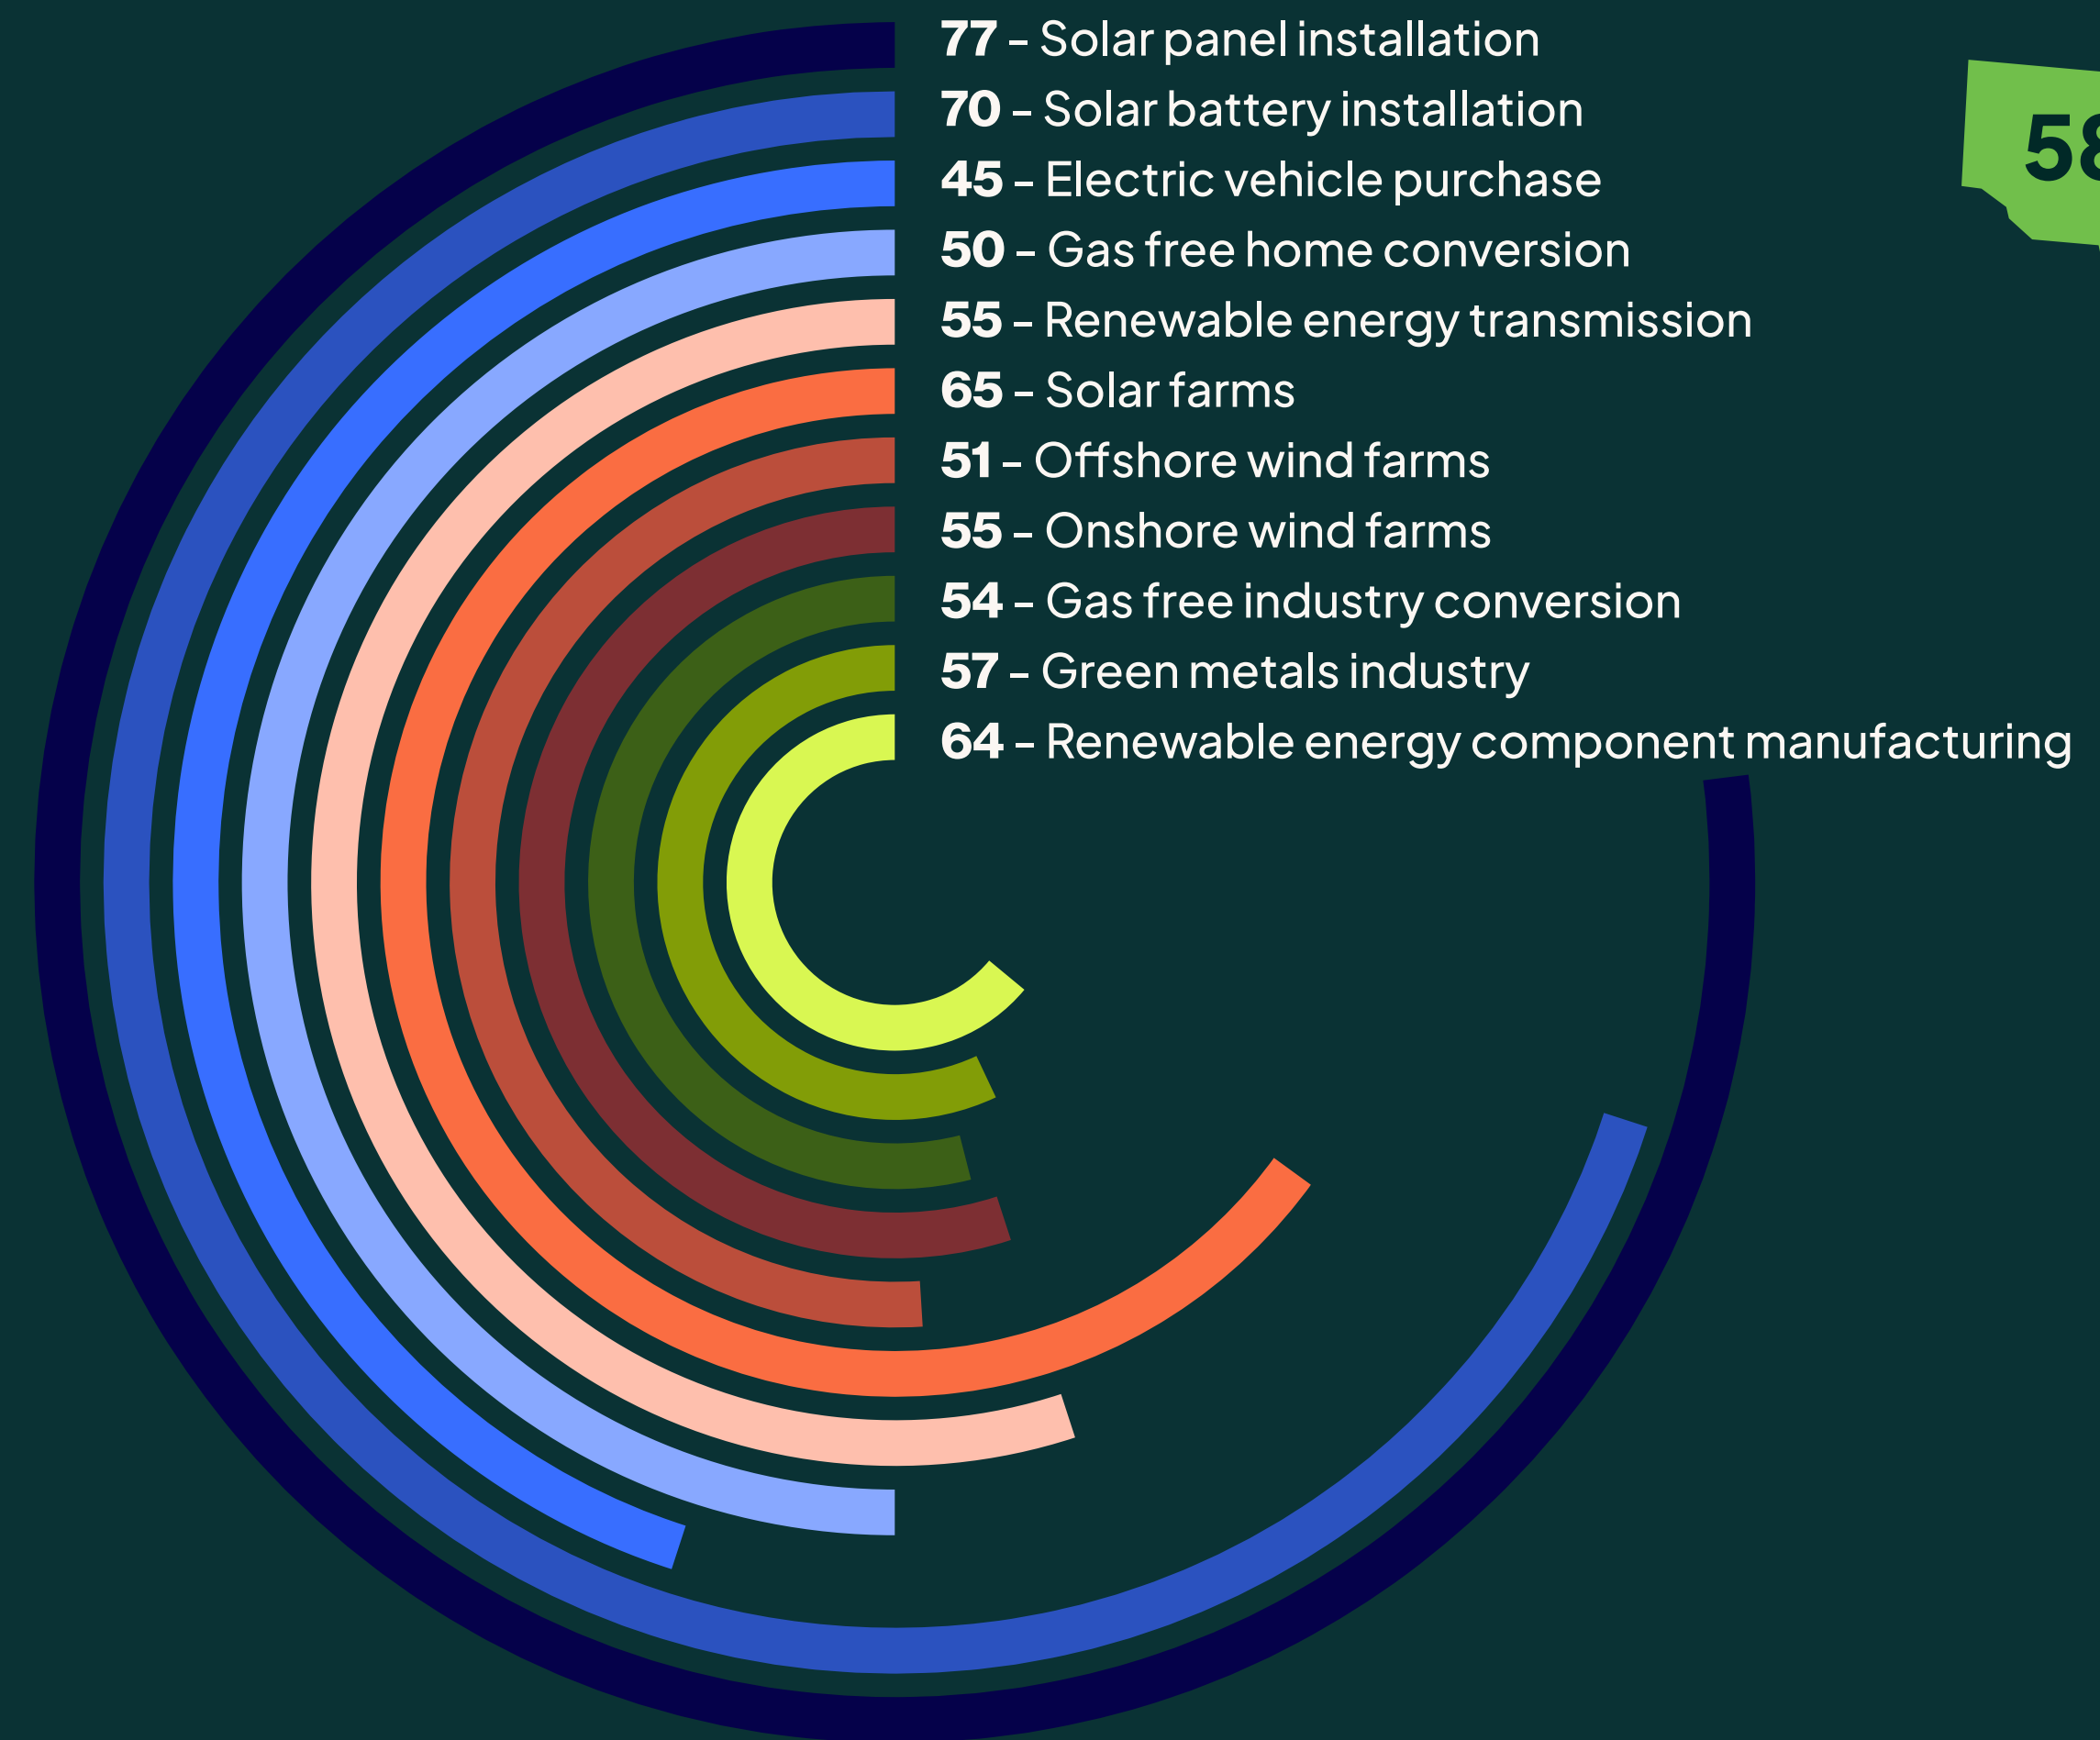 77 – Solar panel installation
70 – Solar battery installation
45 – Electric vehicle purchase
50 – Gas free home conversion
55 – Renewable energy transmission
65 – Solar farms
51 – Offshore wind farms
55 – Onshore wind farms
54 – Gas free industry conversion
57 – Green metals industry
64 – Renewable energy component manufacturing
58